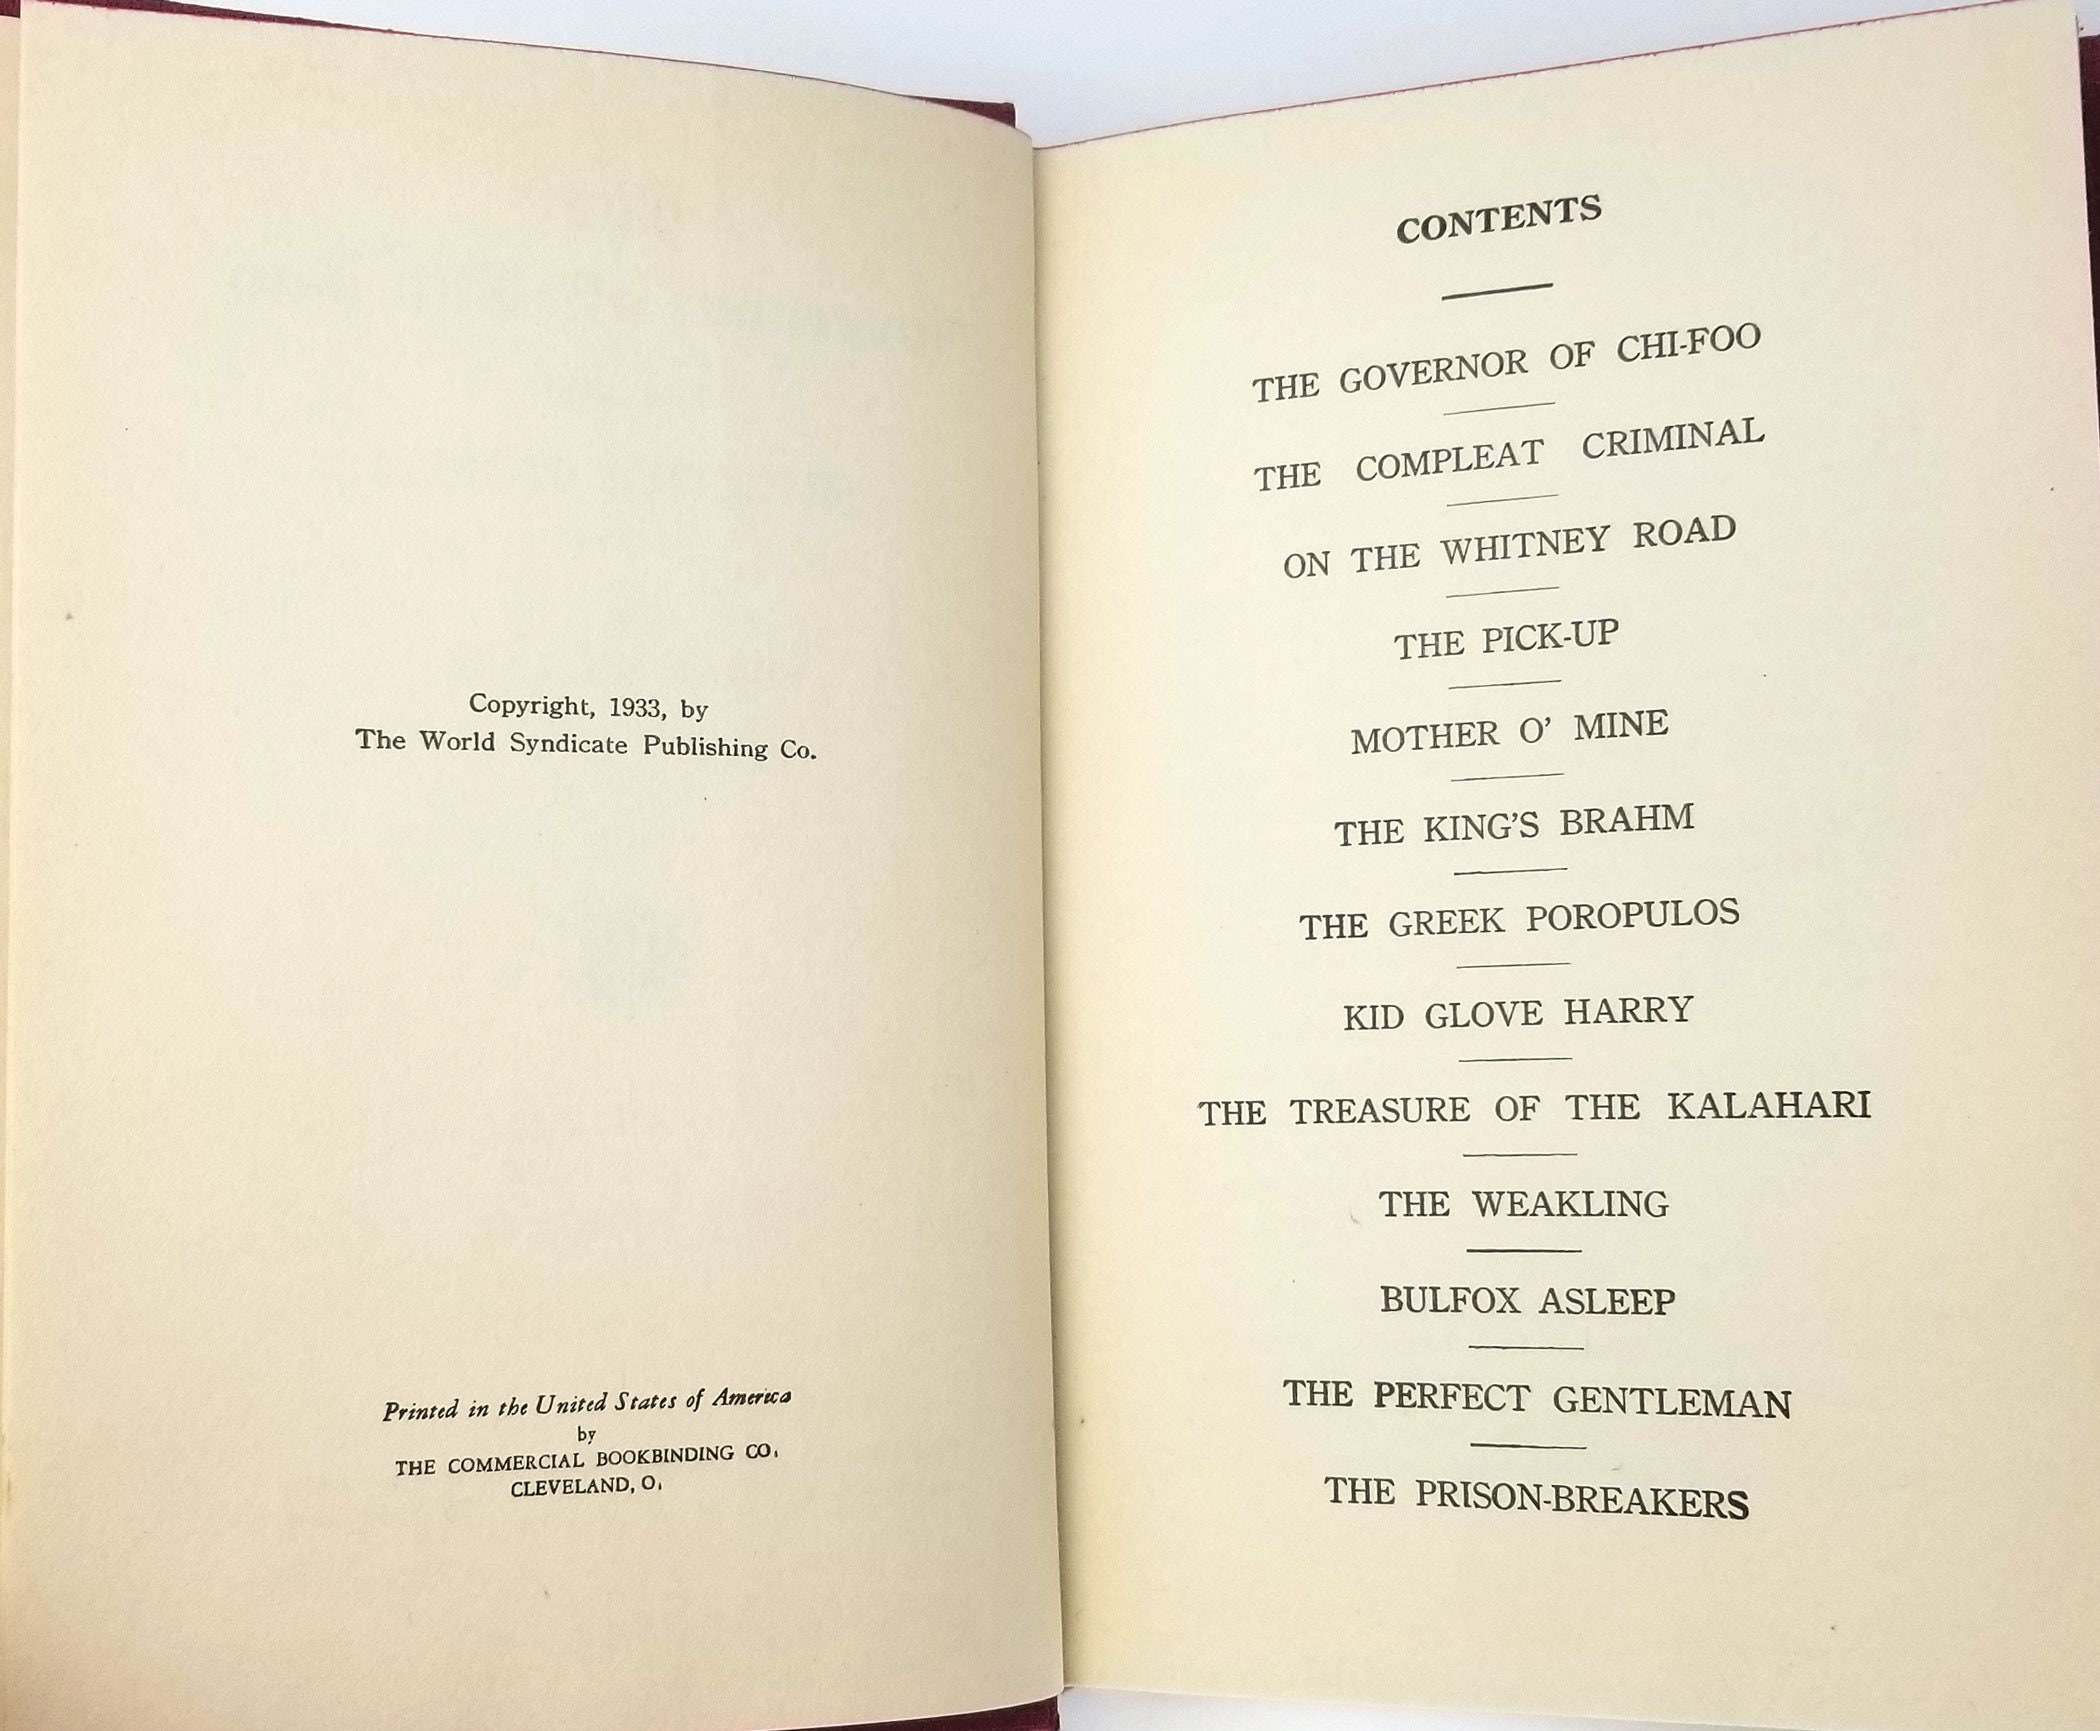 Copyright, 1933, by
The World Syndicate Publishing Co.
Printed in the United States of America
by
THE COMMERCIAL BOOKBINDING CO.
CLEVELAND, O.
CONTENTS
THE GOVERNOR OF CHI-FOO
THE COMPLEAT CRIMINAL
ON THE WHITNEY ROAD
THE PICK-UP
MOTHER O' MINE
THE KING'S BRAHM
THE GREEK POROPULOS
KID GLOVE HARRY
THE TREASURE OF THE KALAHARI
THE WEAKLING
BULFOX ASLEEP
THE PERFECT GENTLEMAN
THE PRISON-BREAKERS